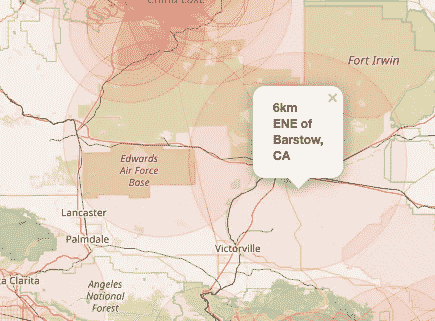 China Lake
Fort Irwin
×
6km
ENE of
Barstow,
CA
Edwards
Air Force
Base
Lancaster
Palmdale
Victorville
a Clarita
Angeles
National
Forest